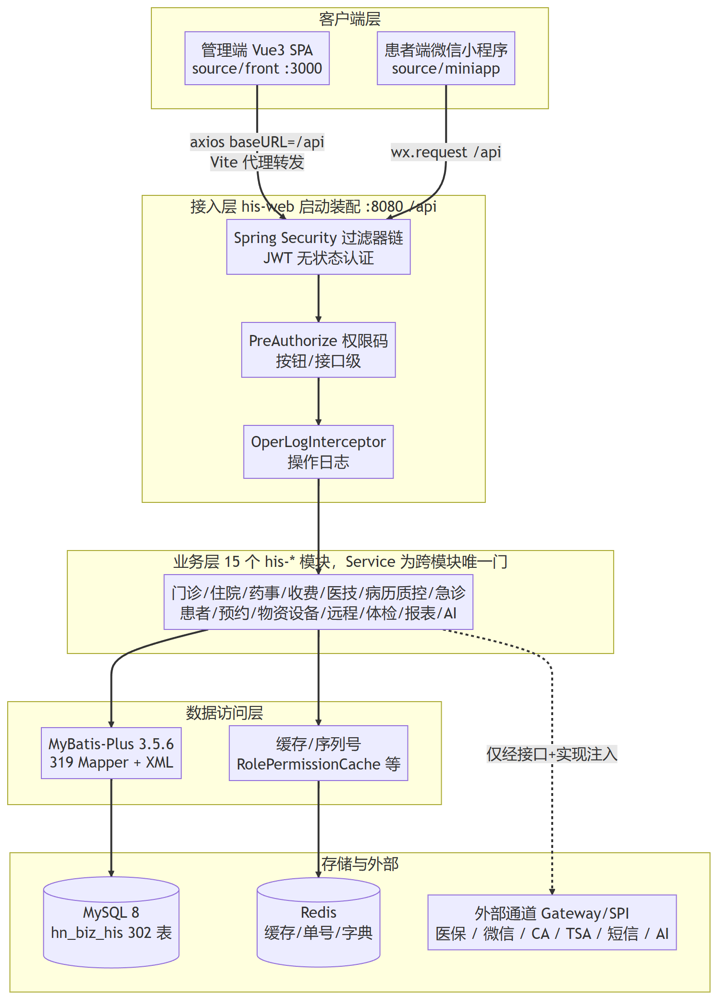 客户端层
管理端 Vue3 SPA
source/front :3000
患者端微信小程序
source/miniapp
axios baseURL=/api
Vite 代理转发
wx.request /api
接入层 his-web 启动装配 :8080 /api
Spring Security 过滤器链
JWT 无状态认证
PreAuthorize 权限码
按钮/接口级
OperLogInterceptor
操作日志
业务层 15 个 his-* 模块，Service 为跨模块唯一门
门诊/住院/药事/收费/医技/病历质控/急诊
患者/预约/物资设备/远程/体检/报表/AI
数据访问层
MyBatis-Plus 3.5.6
319 Mapper + XML
缓存/序列号
RolePermissionCache 等
仅经接口+实现注入
存储与外部
MySQL 8
hn_biz_his 302 表
Redis
缓存/单号/字典
外部通道 Gateway/SPI
医保 / 微信 / CA / TSA / 短信 / AI